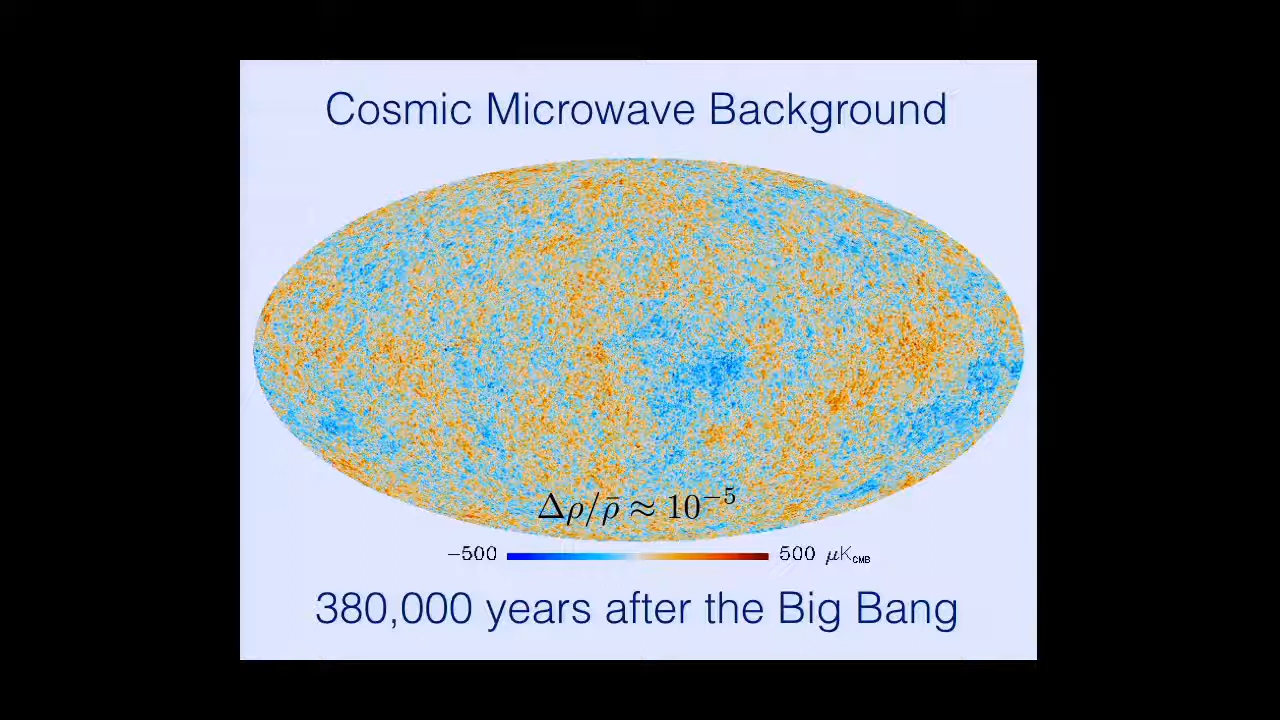 Cosmic Microwave Background
Δρ/ρ̄ ≈ 10⁻⁵
−500 500 μK_CMB
380,000 years after the Big Bang